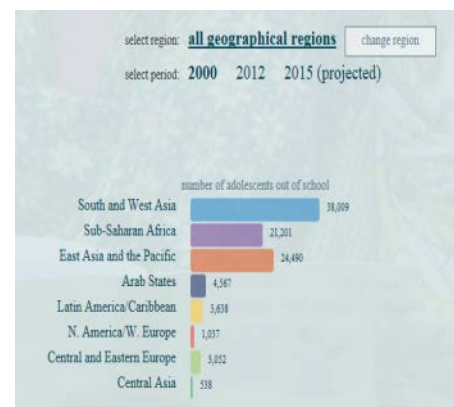 select region: all geographical regions change region
select period: 2000 2012 2015 (projected)
number of adolescents out of school
South and West Asia 38,009
Sub-Saharan Africa 21,201
East Asia and the Pacific 24,490
Arab States 4,567
Latin America/Caribbean 3,638
N. America/W. Europe 1,037
Central and Eastern Europe 3,052
Central Asia 538